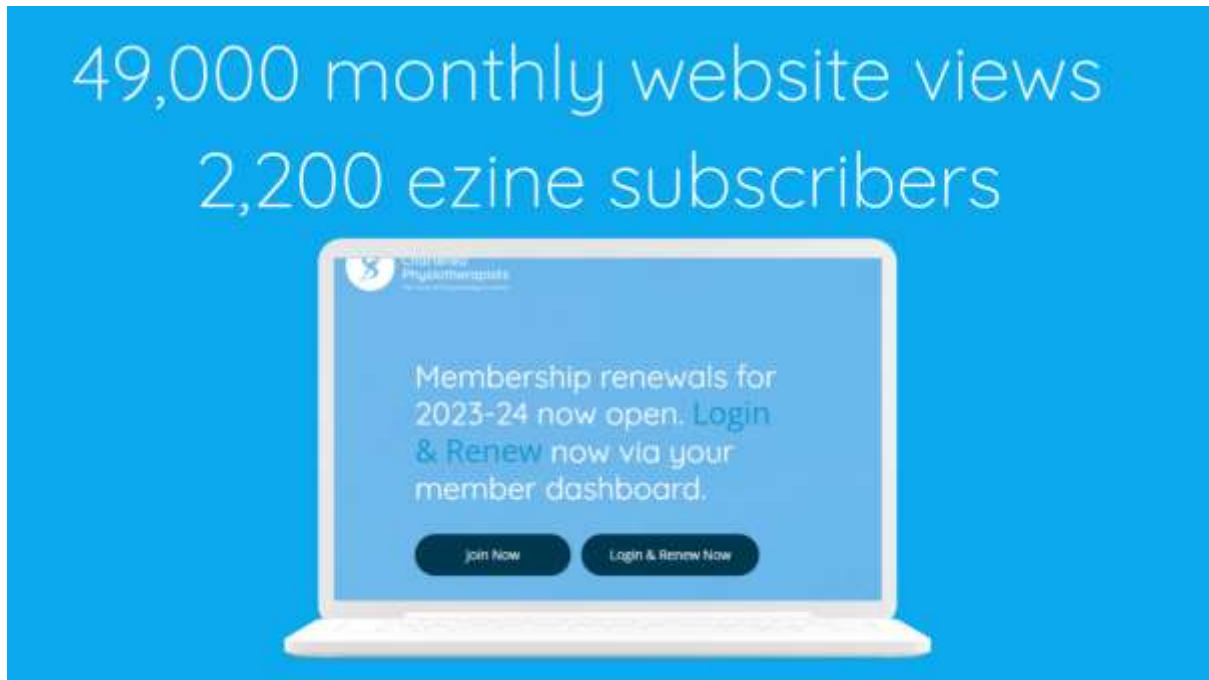 49,000 monthly website views
2,200 ezine subscribers
Chartered
Physiotherapists
Membership renewals for
2023-24 now open. Login
& Renew now via your
member dashboard.
Join Now
Login & Renew Now